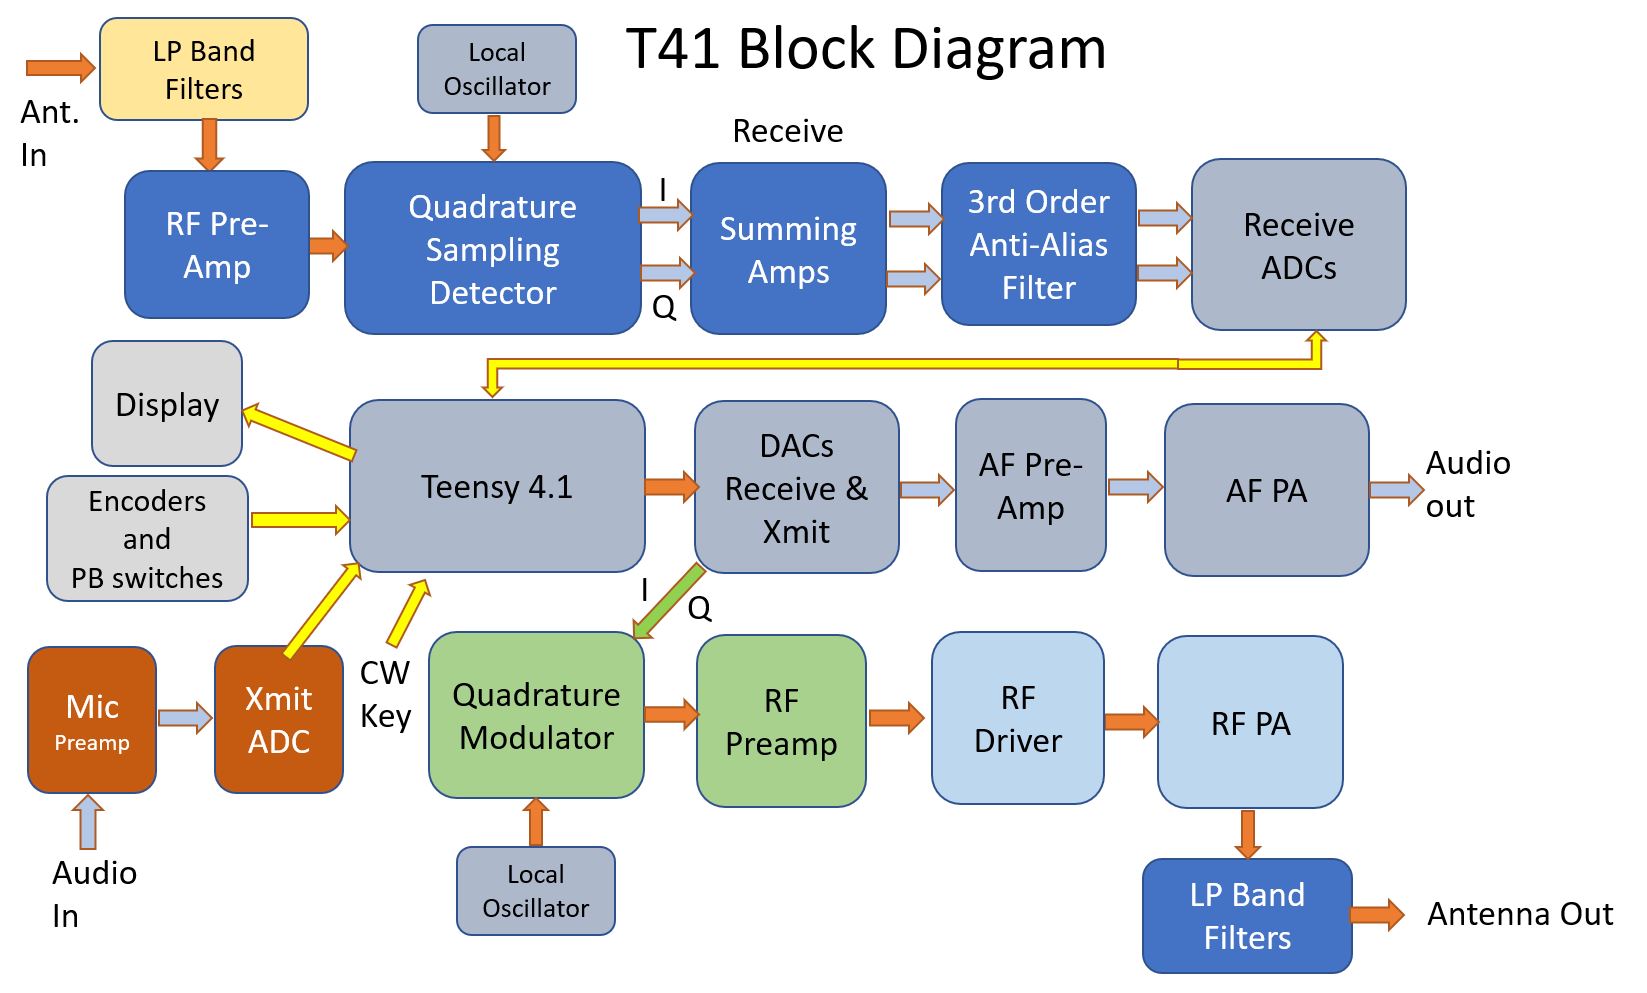 T41 Block Diagram
LP Band
Filters
Local
Oscillator
Ant.
In
Receive
RF Pre-
Amp
Quadrature
Sampling
Detector
I
Q
Summing
Amps
3rd Order
Anti-Alias
Filter
Receive
ADCs
Display
Encoders
and
PB switches
Teensy 4.1
DACs
Receive &
Xmit
AF Pre-
Amp
AF PA
Audio
out
I
Q
Mic
Preamp
Xmit
ADC
CW
Key
Quadrature
Modulator
RF
Preamp
RF
Driver
RF PA
Audio
In
Local
Oscillator
LP Band
Filters
Antenna Out